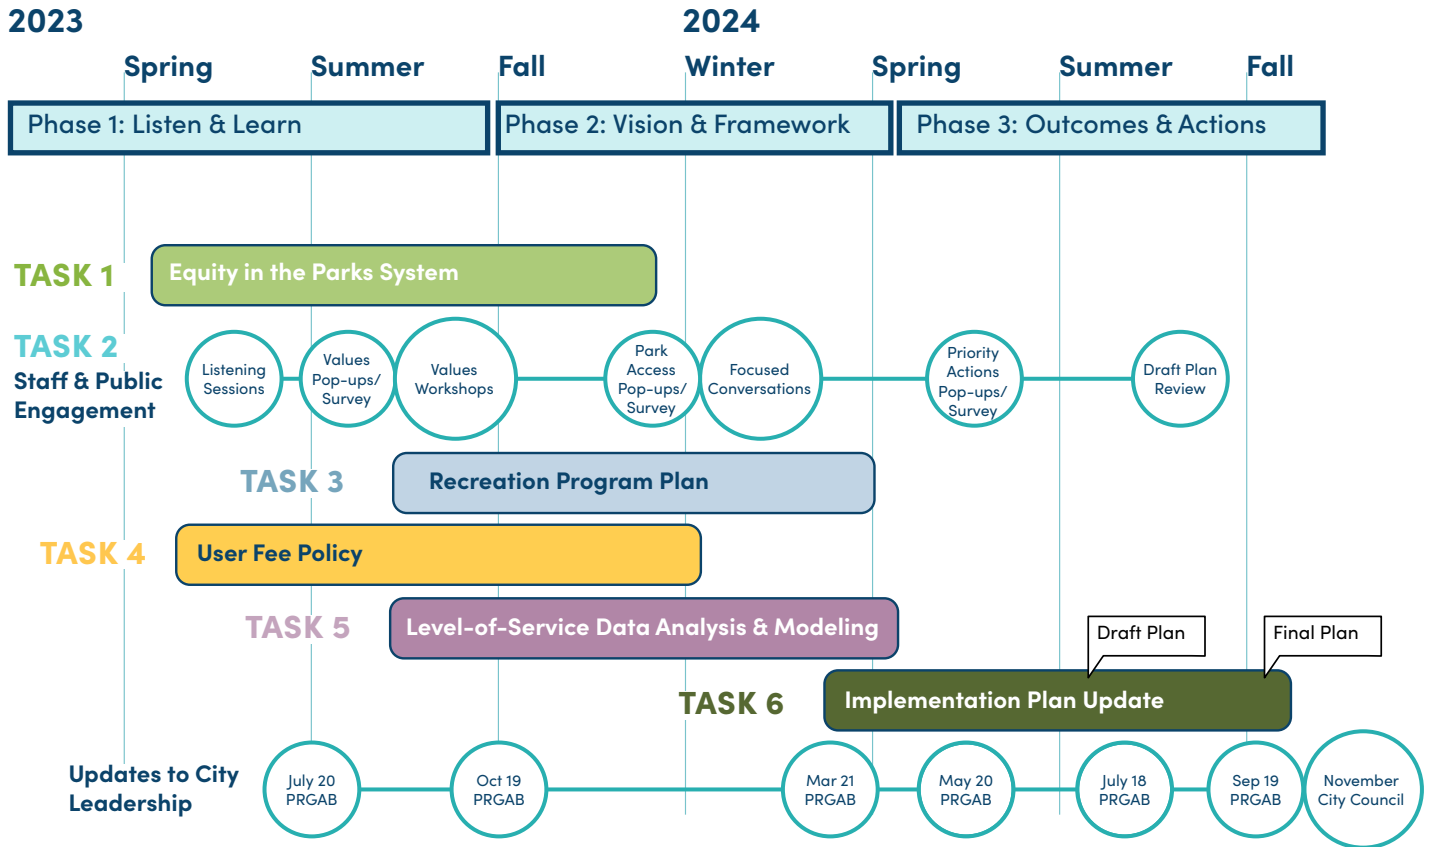 2023
2024
Spring
Summer
Fall
Winter
Spring
Summer
Fall
Phase 1: Listen & Learn
Phase 2: Vision & Framework
Phase 3: Outcomes & Actions
TASK 1
Equity in the Parks System
TASK 2
Staff & Public
Engagement
Listening
Sessions
Values
Pop-ups/
Survey
Values
Workshops
Park
Access
Pop-ups/
Survey
Focused
Conversations
Priority
Actions
Pop-ups/
Survey
Draft Plan
Review
TASK 3
Recreation Program Plan
TASK 4
User Fee Policy
TASK 5
Level-of-Service Data Analysis & Modeling
Draft Plan
Final Plan
TASK 6
Implementation Plan Update
Updates to City
Leadership
July 20
PRGAB
Oct 19
PRGAB
Mar 21
PRGAB
May 20
PRGAB
July 18
PRGAB
Sep 19
PRGAB
November
City Council